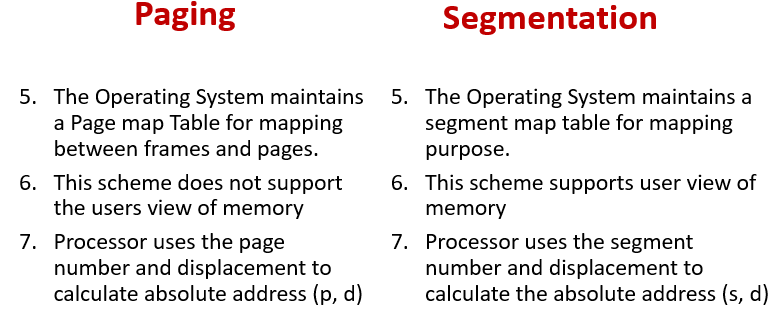 Paging
5. The Operating System maintains
a Page map Table for mapping
between frames and pages.
6. This scheme does not support
the users view of memory
7. Processor uses the page
number and displacement to
calculate absolute address (p, d)
Segmentation
5. The Operating System maintains a
segment map table for mapping
purpose.
6. This scheme supports user view of
memory
7. Processor uses the segment
number and displacement to
calculate the absolute address (s, d)